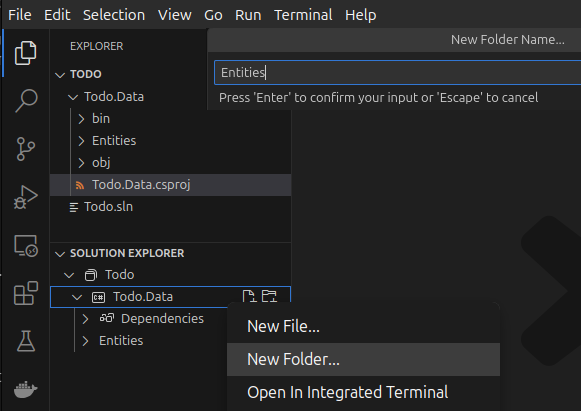 File Edit Selection View Go Run Terminal Help
EXPLORER
New Folder Name...
TODO
Entities
Todo.Data
Press 'Enter' to confirm your input or 'Escape' to cancel
bin
Entities
obj
Todo.Data.csproj
Todo.sln
SOLUTION EXPLORER
Todo
C# Todo.Data
Dependencies
Entities
New File...
New Folder...
Open In Integrated Terminal